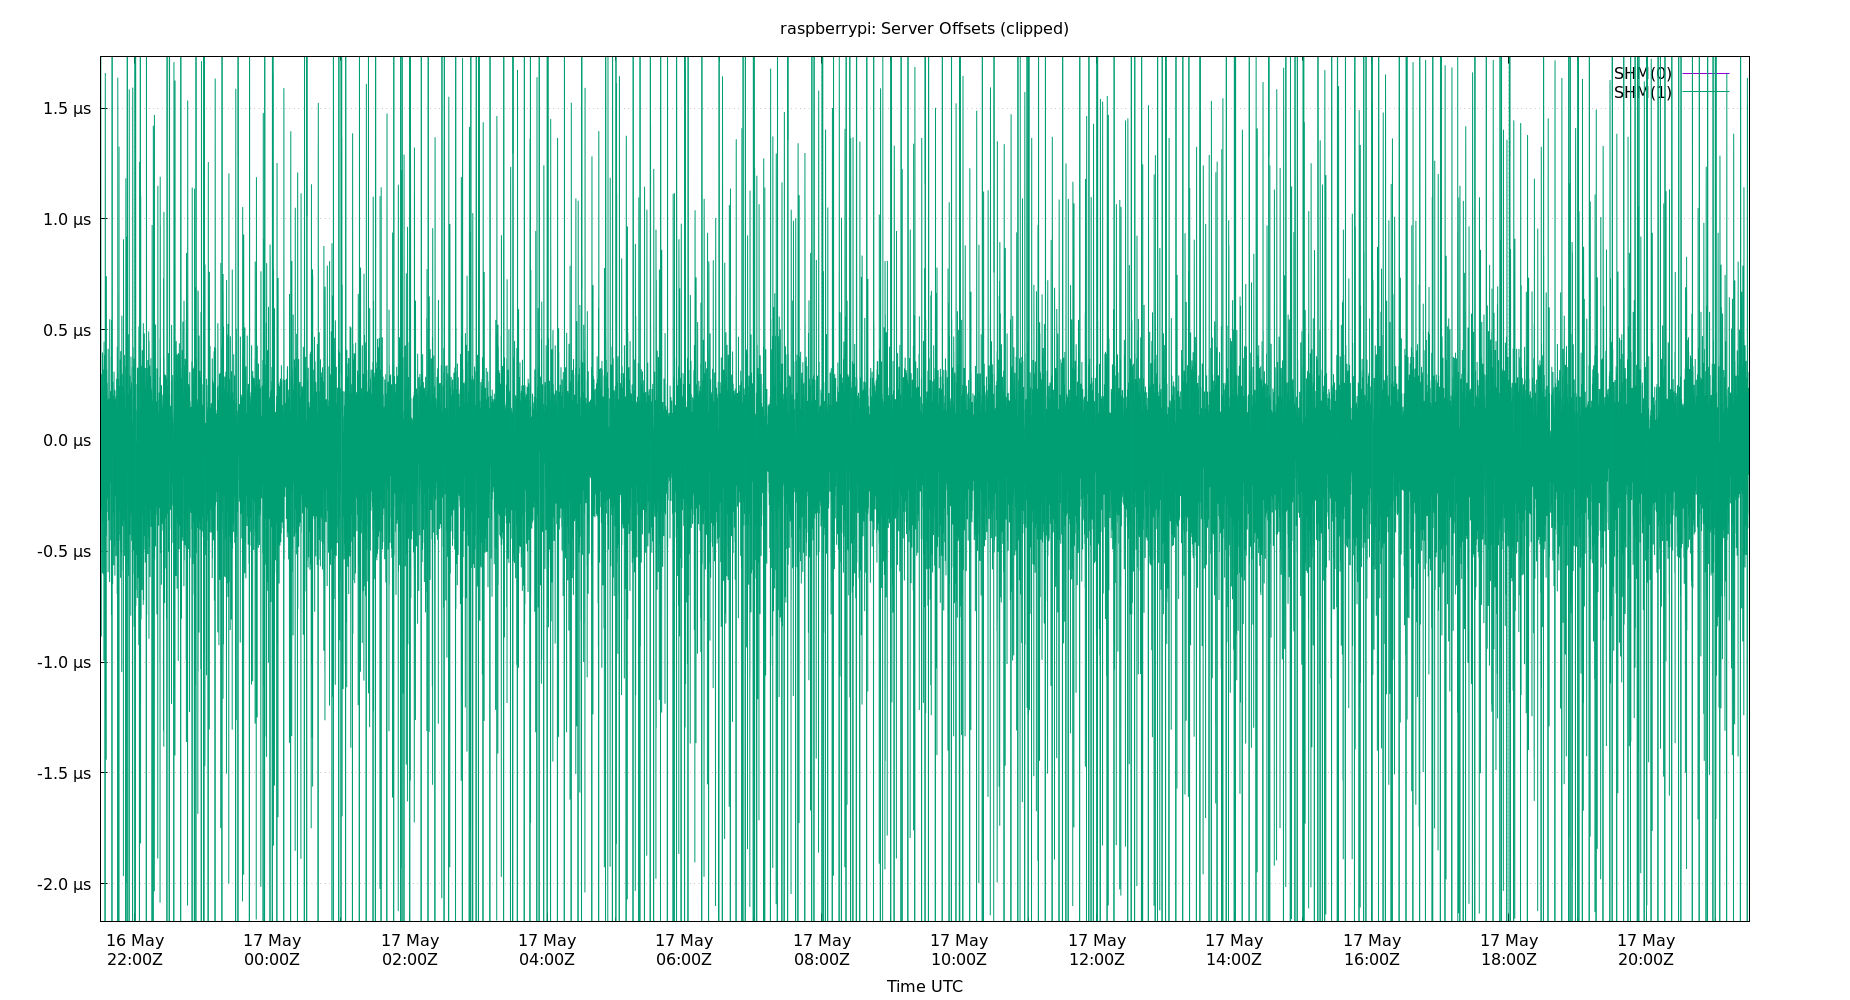 raspberrypi: Server Offsets (clipped)
SHM(0)
SHM(1)
1.5 µs
1.0 µs
0.5 µs
0.0 µs
-0.5 µs
-1.0 µs
-1.5 µs
-2.0 µs
16 May 17 May 17 May 17 May 17 May 17 May 17 May 17 May 17 May 17 May 17 May 17 May
22:00Z 00:00Z 02:00Z 04:00Z 06:00Z 08:00Z 10:00Z 12:00Z 14:00Z 16:00Z 18:00Z 20:00Z
Time UTC